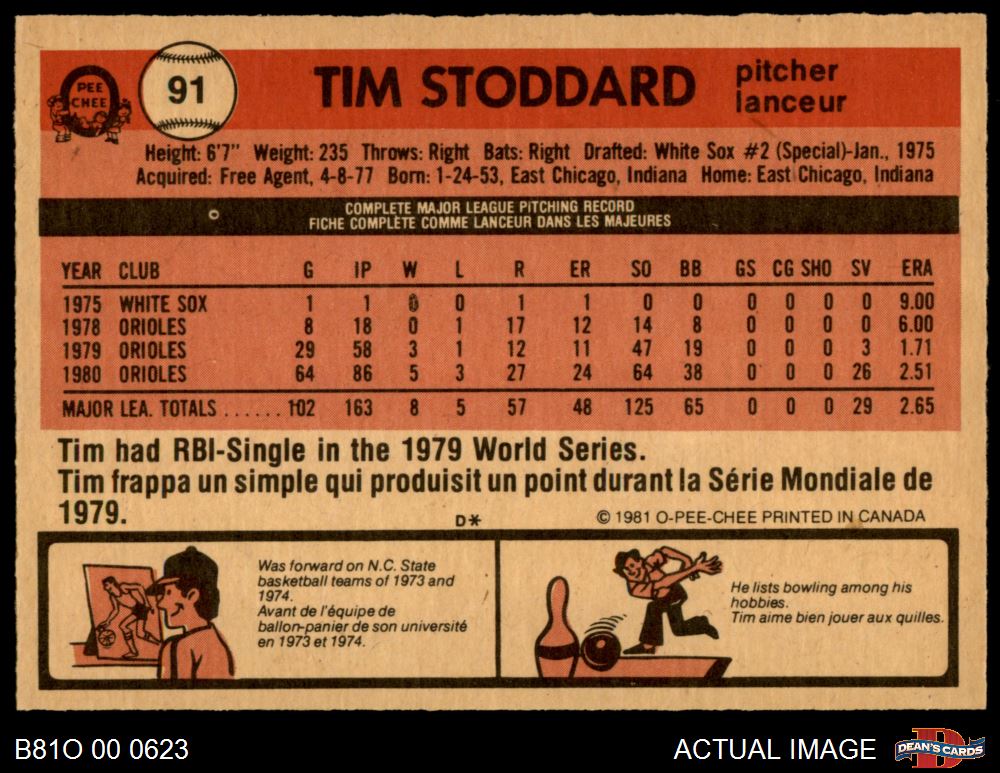 PEE
CHEE
91
TIM STODDARD
pitcher
lanceur
Height: 6'7" Weight: 235 Throws: Right Bats: Right Drafted: White Sox #2 (Special)-Jan., 1975
Acquired: Free Agent, 4-8-77 Born: 1-24-53, East Chicago, Indiana Home: East Chicago, Indiana
COMPLETE MAJOR LEAGUE PITCHING RECORD
FICHE COMPLÈTE COMME LANCEUR DANS LES MAJEURES
YEAR CLUB G IP W L R ER SO BB GS CG SHO SV ERA
1975 WHITE SOX 1 1 0 0 1 1 0 0 0 0 0 0 9.00
1978 ORIOLES 8 18 0 1 17 12 14 8 0 0 0 0 6.00
1979 ORIOLES 29 58 3 1 12 11 47 19 0 0 0 3 1.71
1980 ORIOLES 64 86 5 3 27 24 64 38 0 0 0 26 2.51
MAJOR LEA. TOTALS ...... 102 163 8 5 57 48 125 65 0 0 0 29 2.65
Tim had RBI-Single in the 1979 World Series.
Tim frappa un simple qui produisit un point durant la Série Mondiale de
1979.
D* © 1981 O-PEE-CHEE PRINTED IN CANADA
Was forward on N.C. State
basketball teams of 1973 and
1974.
Avant de l'équipe de
ballon-panier de son université
en 1973 et 1974.
He lists bowling among his
hobbies.
Tim aime bien jouer aux quilles.
B81O 00 0623
ACTUAL IMAGE
D
DEAN'S CARDS